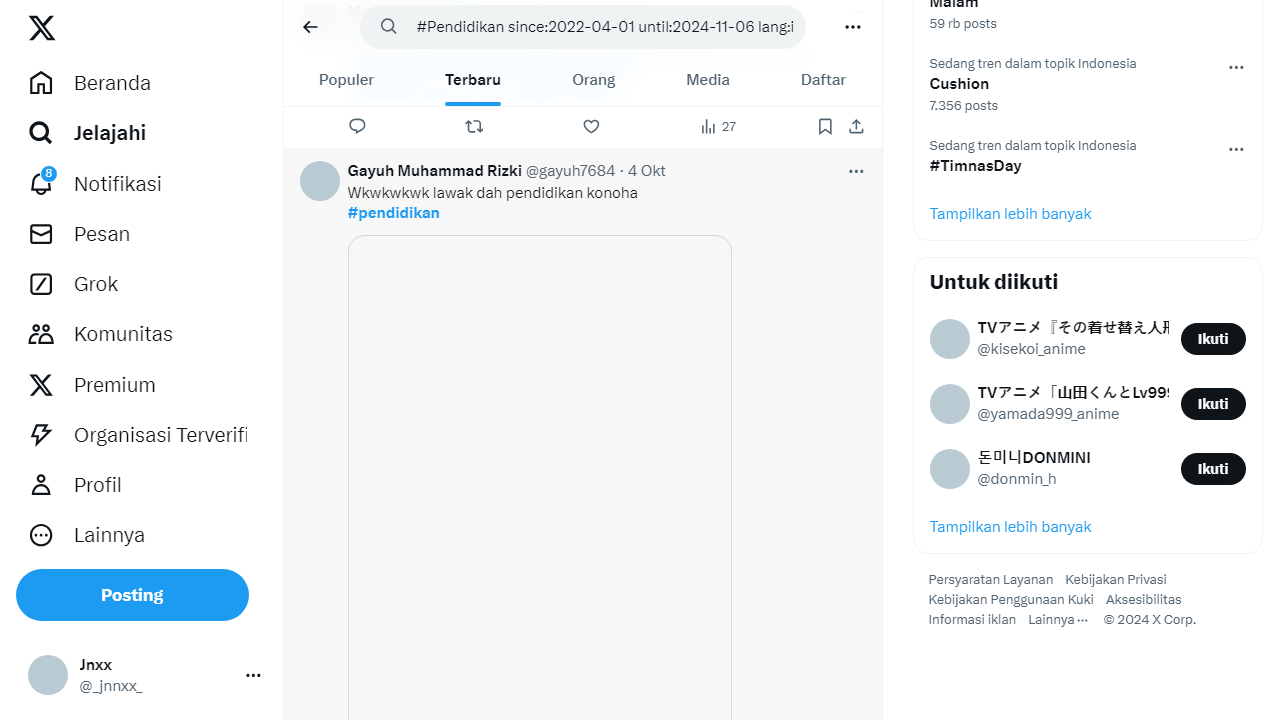 Beranda
Jelajahi
8
Notifikasi
Pesan
Grok
Komunitas
Premium
Organisasi Terverifi
Profil
Lainnya
Posting
Jnxx
@_jnnxx_
#Pendidikan since:2022-04-01 until:2024-11-06 lang:i
Populer
Terbaru
Orang
Media
Daftar
27
Gayuh Muhammad Rizki @gayuh7684 · 4 Okt
Wkwkwkwk lawak dah pendidikan konoha
#pendidikan
Malam
59 rb posts
Sedang tren dalam topik Indonesia
Cushion
7.356 posts
Sedang tren dalam topik Indonesia
#TimnasDay
Tampilkan lebih banyak
Untuk diikuti
TVアニメ『その着せ替え人形
@kisekoi_anime
Ikuti
TVアニメ「山田くんとLv999
@yamada999_anime
Ikuti
돈미니DONMINI
@donmin_h
Ikuti
Tampilkan lebih banyak
Persyaratan Layanan Kebijakan Privasi
Kebijakan Penggunaan Kuki Aksesibilitas
Informasi iklan Lainnya ··· © 2024 X Corp.